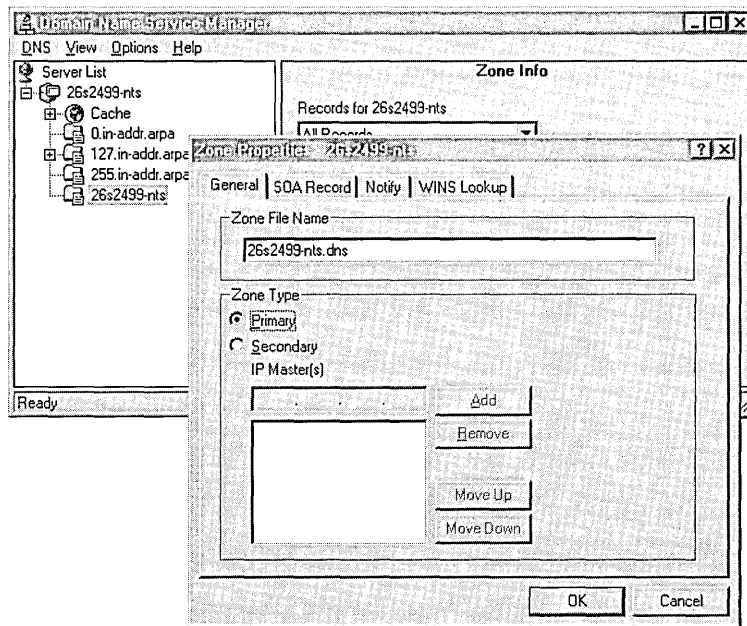 Domain Name Service Manager
DNS View Options Help
Server List
26s2499-nts
Cache
0.in-addr.arpa
127.in-addr.arpa
255.in-addr.arpa
26s2499-nts
Zone Info
Records for 26s2499-nts
All Records
Zone Properties - 26s2499-nts
General SOA Record Notify WINS Lookup
Zone File Name
26s2499-nts.dns
Zone Type
Primary
Secondary
IP Master(s)
Add
Remove
Move Up
Move Down
OK Cancel
Ready